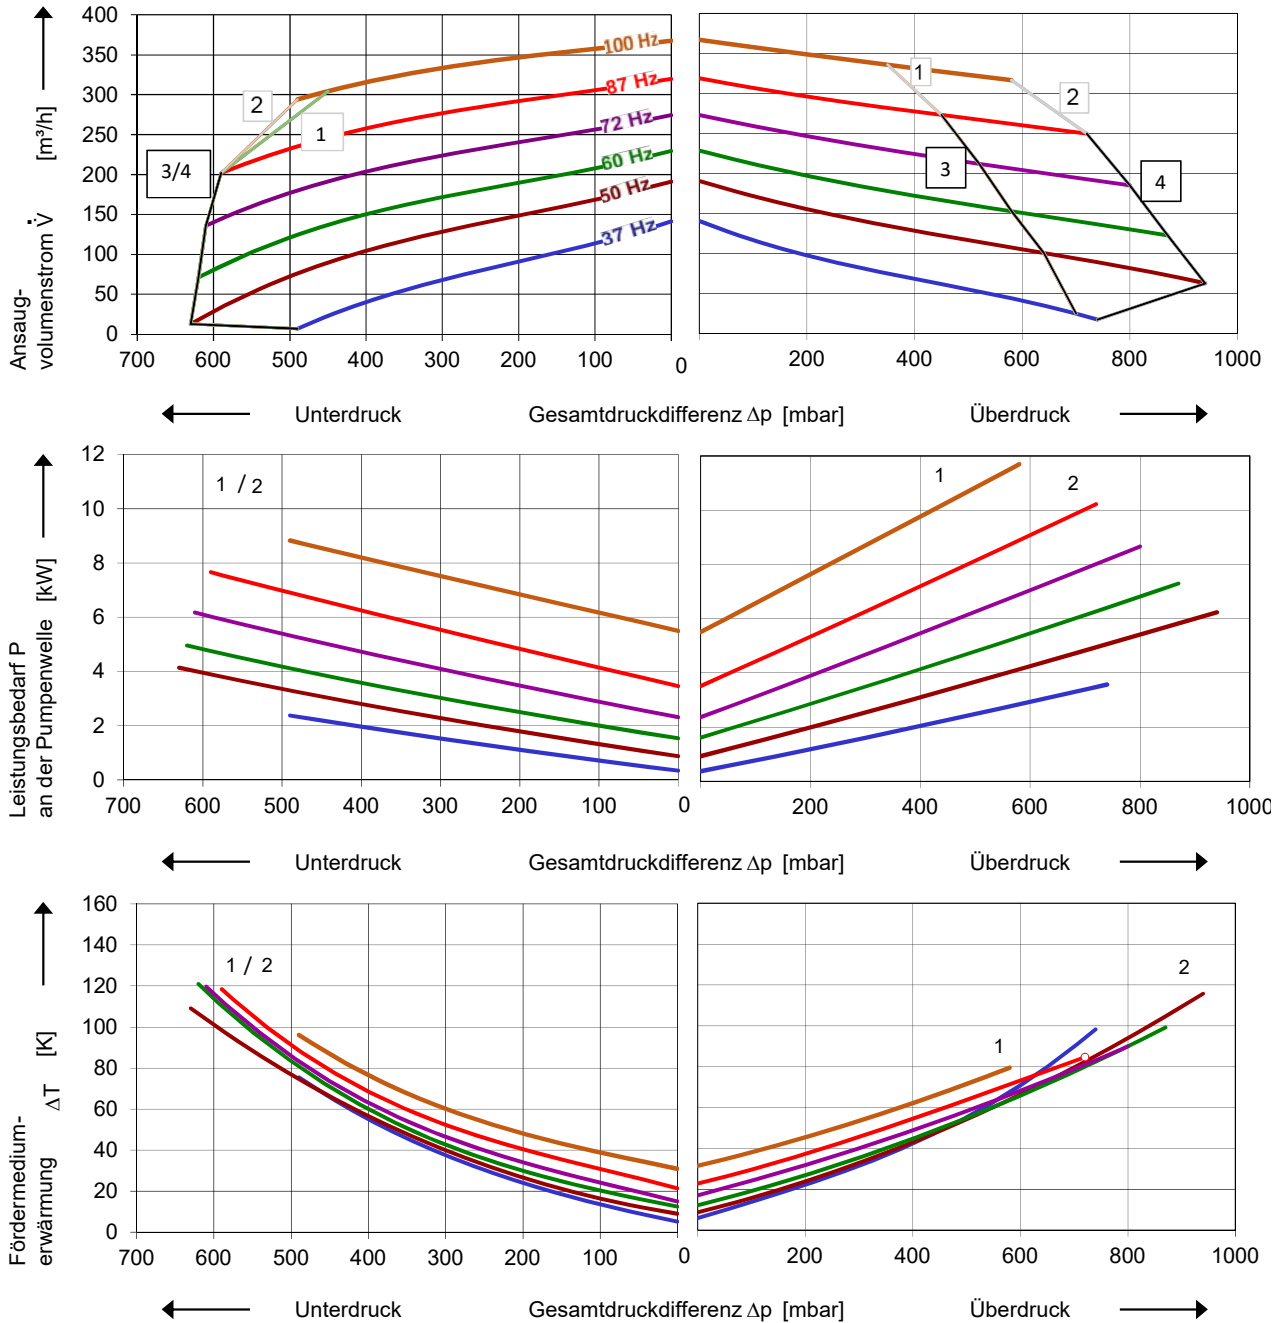 400
350
300
250
200
150
100
50
0
[m³/h]
Ansaug-
volumenstrom V̇
100 Hz
87 Hz
72 Hz
60 Hz
50 Hz
37 Hz
2
1
3/4
1
2
3
4
700 600 500 400 300 200 100 0
200 400 600 800 1000
Unterdruck Gesamtdruckdifferenz Δp [mbar] Überdruck
12
10
8
6
4
2
0
Leistungsbedarf P
an der Pumpenwelle [kW]
1 / 2
1
2
700 600 500 400 300 200 100 0
200 400 600 800 1000
Unterdruck Gesamtdruckdifferenz Δp [mbar] Überdruck
160
140
120
100
80
60
40
20
0
Fördermedium-
erwärmung ΔT [K]
1 / 2
1
2
700 600 500 400 300 200 100 0
200 400 600 800 1000
Unterdruck Gesamtdruckdifferenz Δp [mbar] Überdruck